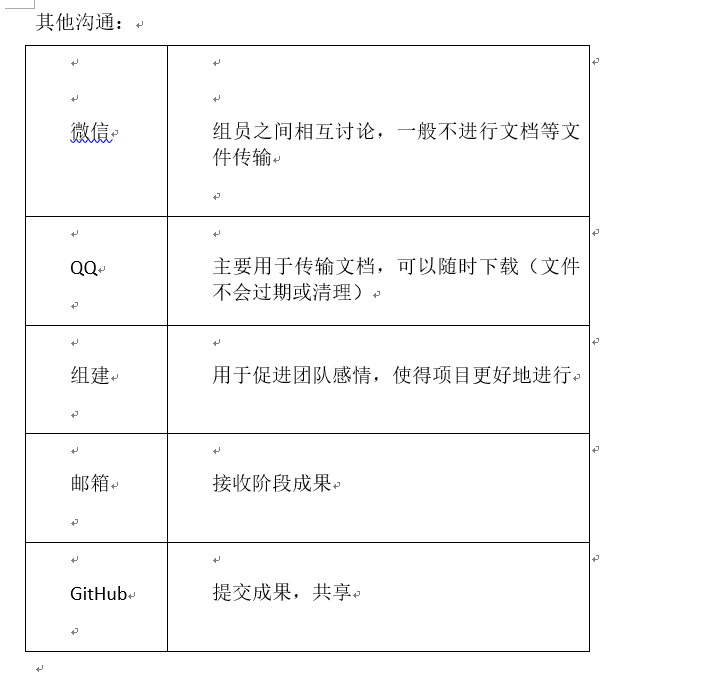 其他沟通：
微信
组员之间相互讨论，一般不进行文档等文
件传输
QQ
主要用于传输文档，可以随时下载（文件
不会过期或清理）
组建
用于促进团队感情，使得项目更好地进行
邮箱
接收阶段成果
GitHub
提交成果，共享